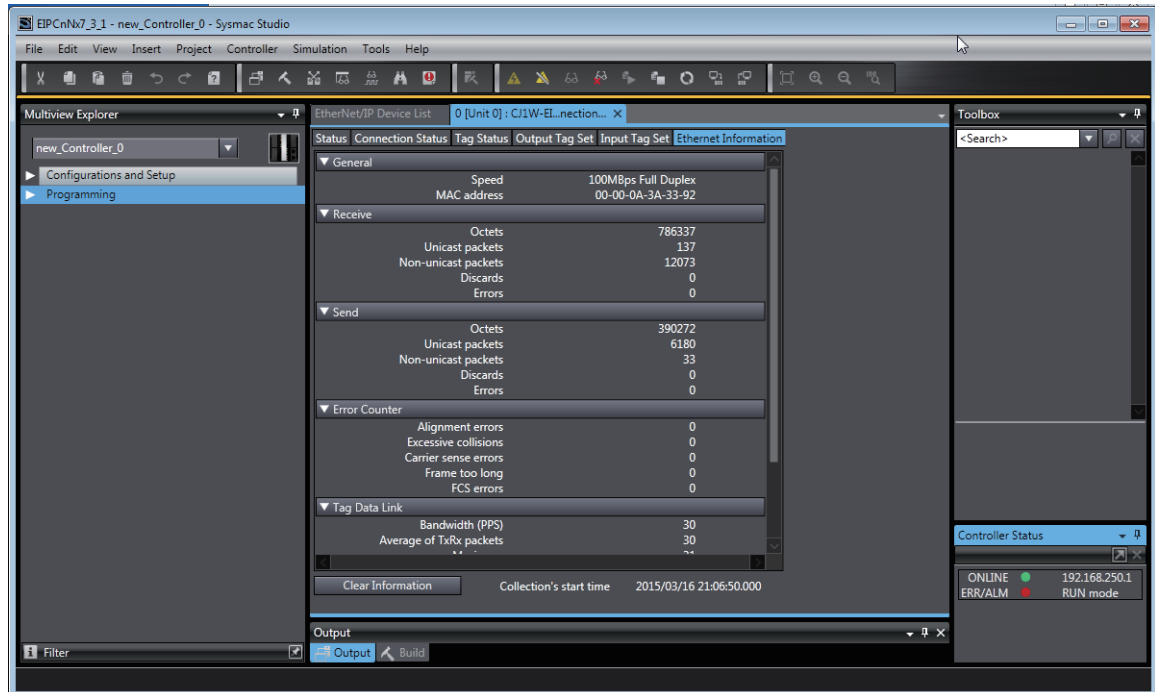 EIPCnNx7_3_1 - new_Controller_0 - Sysmac Studio
File Edit View Insert Project Controller Simulation Tools Help
Multiview Explorer
new_Controller_0
Configurations and Setup
Programming
Filter
EtherNet/IP Device List 0 [Unit 0] : CJ1W-EI...nection...
Status Connection Status Tag Status Output Tag Set Input Tag Set Ethernet Information
General
Speed 100MBps Full Duplex
MAC address 00-00-0A-3A-33-92
Receive
Octets 786337
Unicast packets 137
Non-unicast packets 12073
Discards 0
Errors 0
Send
Octets 390272
Unicast packets 6180
Non-unicast packets 33
Discards 0
Errors 0
Error Counter
Alignment errors 0
Excessive collisions 0
Carrier sense errors 0
Frame too long 0
FCS errors 0
Tag Data Link
Bandwidth (PPS) 30
Average of TxRx packets 30
Clear Information Collection's start time 2015/03/16 21:06:50.000
Output
Output Build
Toolbox
<Search>
Controller Status
ONLINE 192.168.250.1
ERR/ALM RUN mode